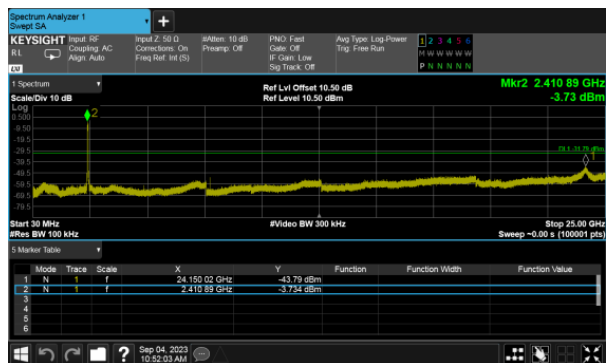 Spectrum Analyzer 1
Swept SA
KEYSIGHT Input: RF Input Z: 50 Ω #Atten: 10 dB PNO: Fast Avg Type: Log-Power 1 2 3 4 5 6
RL Coupling: AC Corrections: On Preamp: Off Gate: Off Trig: Free Run M W W W W W
Align: Auto Freq Ref: Int (S) IF Gain: Low
Sig Track: Off P N N N N N
1 Spectrum Ref Lvl Offset 10.50 dB Mkr2 2.410 89 GHz
Scale/Div 10 dB Ref Level 10.50 dBm -3.73 dBm
Log
0.500
-9.50
-19.5
-29.5
-39.5
-49.5
-59.5
-69.5
-79.5
2
1
Start 30 MHz #Video BW 300 kHz Stop 25.00 GHz
#Res BW 100 kHz Sweep ~0.00 s (100001 pts)
5 Marker Table
Mode Trace Scale X Y Function Function Width Function Value
1 N 1 f 24.150 02 GHz -43.79 dBm
2 N 1 f 2.410 89 GHz -3.734 dBm
3
4
5
6
? Sep 04, 2023
10:52:03 AM